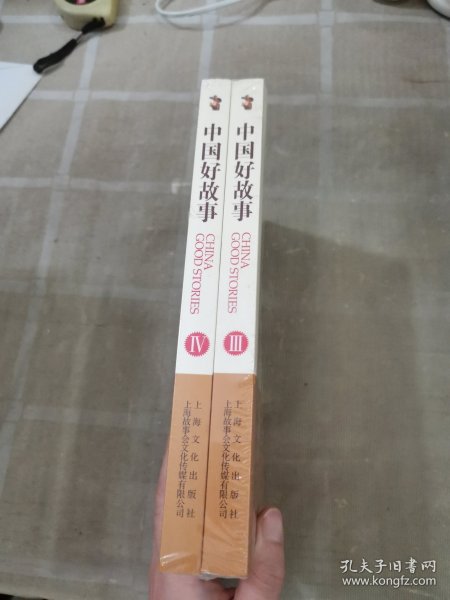 中国好故事
CHINA
GOOD STORIES
IV
上海文化出版社
上海故事会文化传媒有限公司
中国好故事
CHINA
GOOD STORIES
III
上海文化出版社
上海故事会文化传媒有限公司
孔夫子旧书网
www.kongfz.com